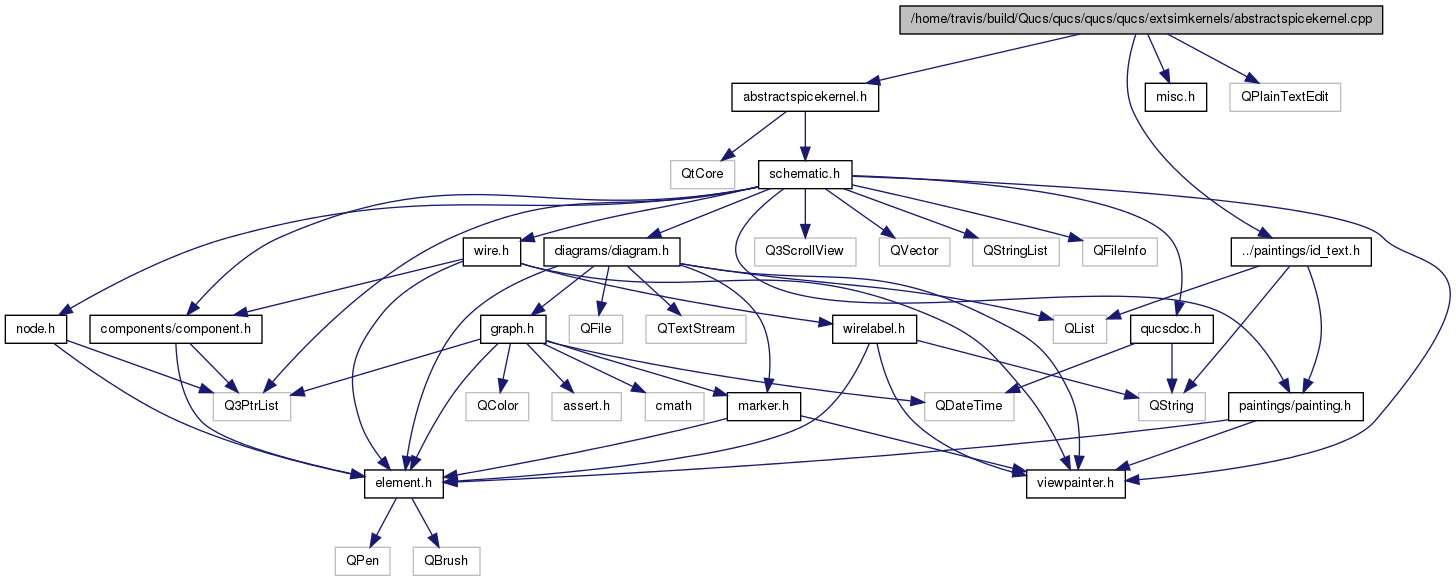 /home/travis/build/Qucs/qucs/qucs/qucs/extsimkernels/abstractspicekernel.cpp
abstractspicekernel.h
misc.h
QPlainTextEdit
QtCore
schematic.h
wire.h
diagrams/diagram.h
Q3ScrollView
QVector
QStringList
QFileInfo
../paintings/id_text.h
node.h
components/component.h
graph.h
QFile
QTextStream
wirelabel.h
QList
qucsdoc.h
Q3PtrList
QColor
assert.h
cmath
marker.h
QDateTime
QString
paintings/painting.h
element.h
viewpainter.h
QPen
QBrush